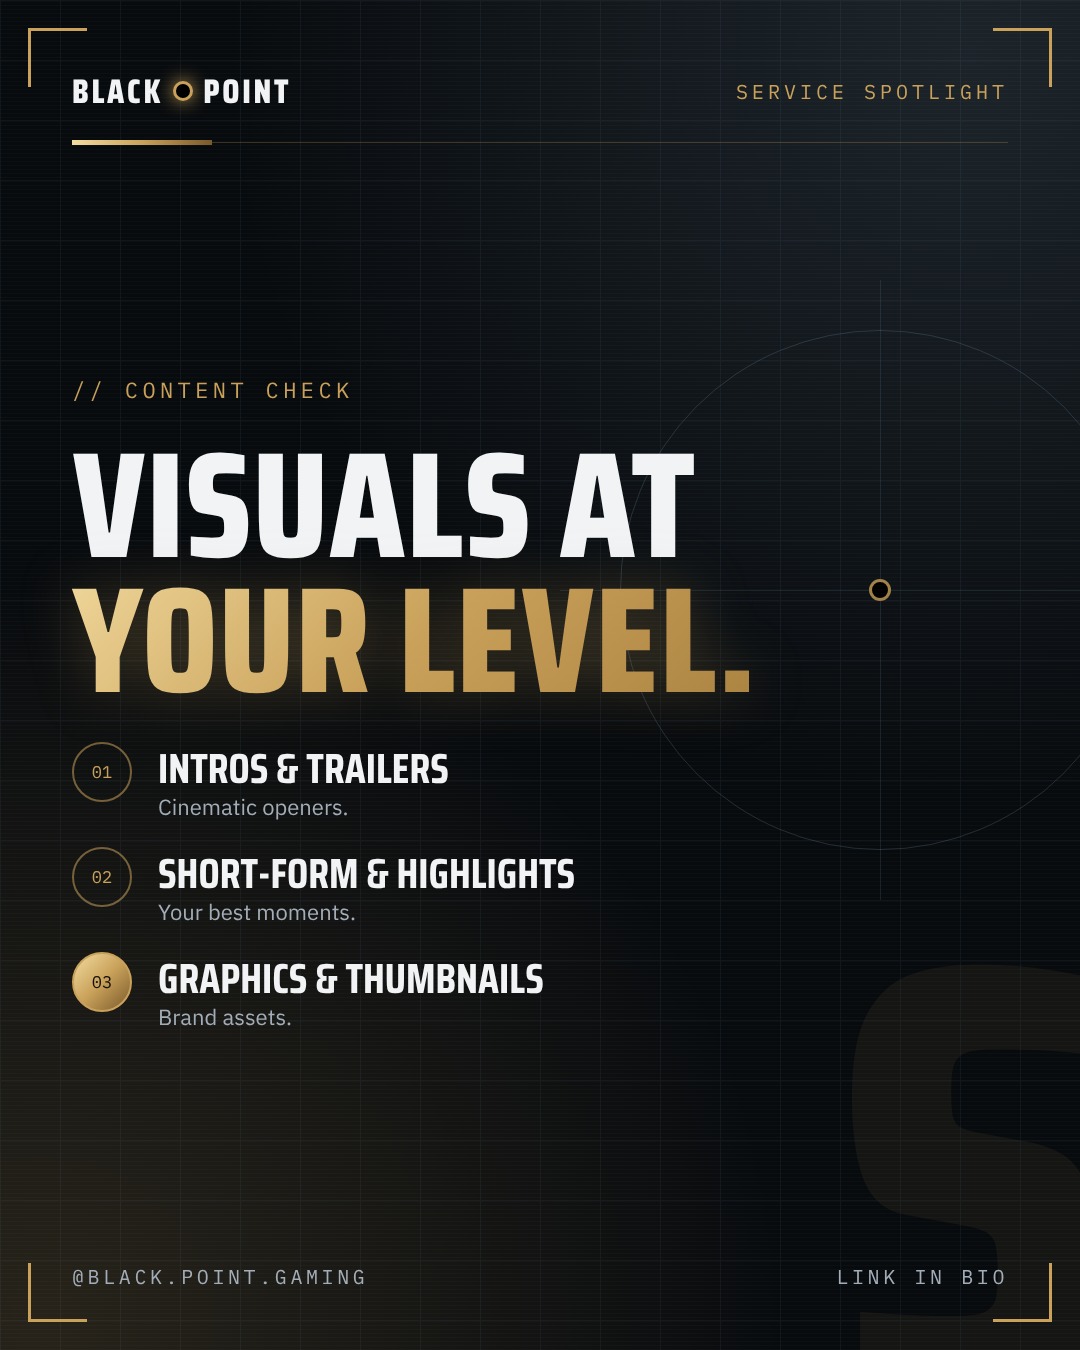 BLACK POINT
SERVICE SPOTLIGHT
// CONTENT CHECK
VISUALS AT
YOUR LEVEL.
01
INTROS & TRAILERS
Cinematic openers.
02
SHORT-FORM & HIGHLIGHTS
Your best moments.
03
GRAPHICS & THUMBNAILS
Brand assets.
S
@BLACK.POINT.GAMING
LINK IN BIO